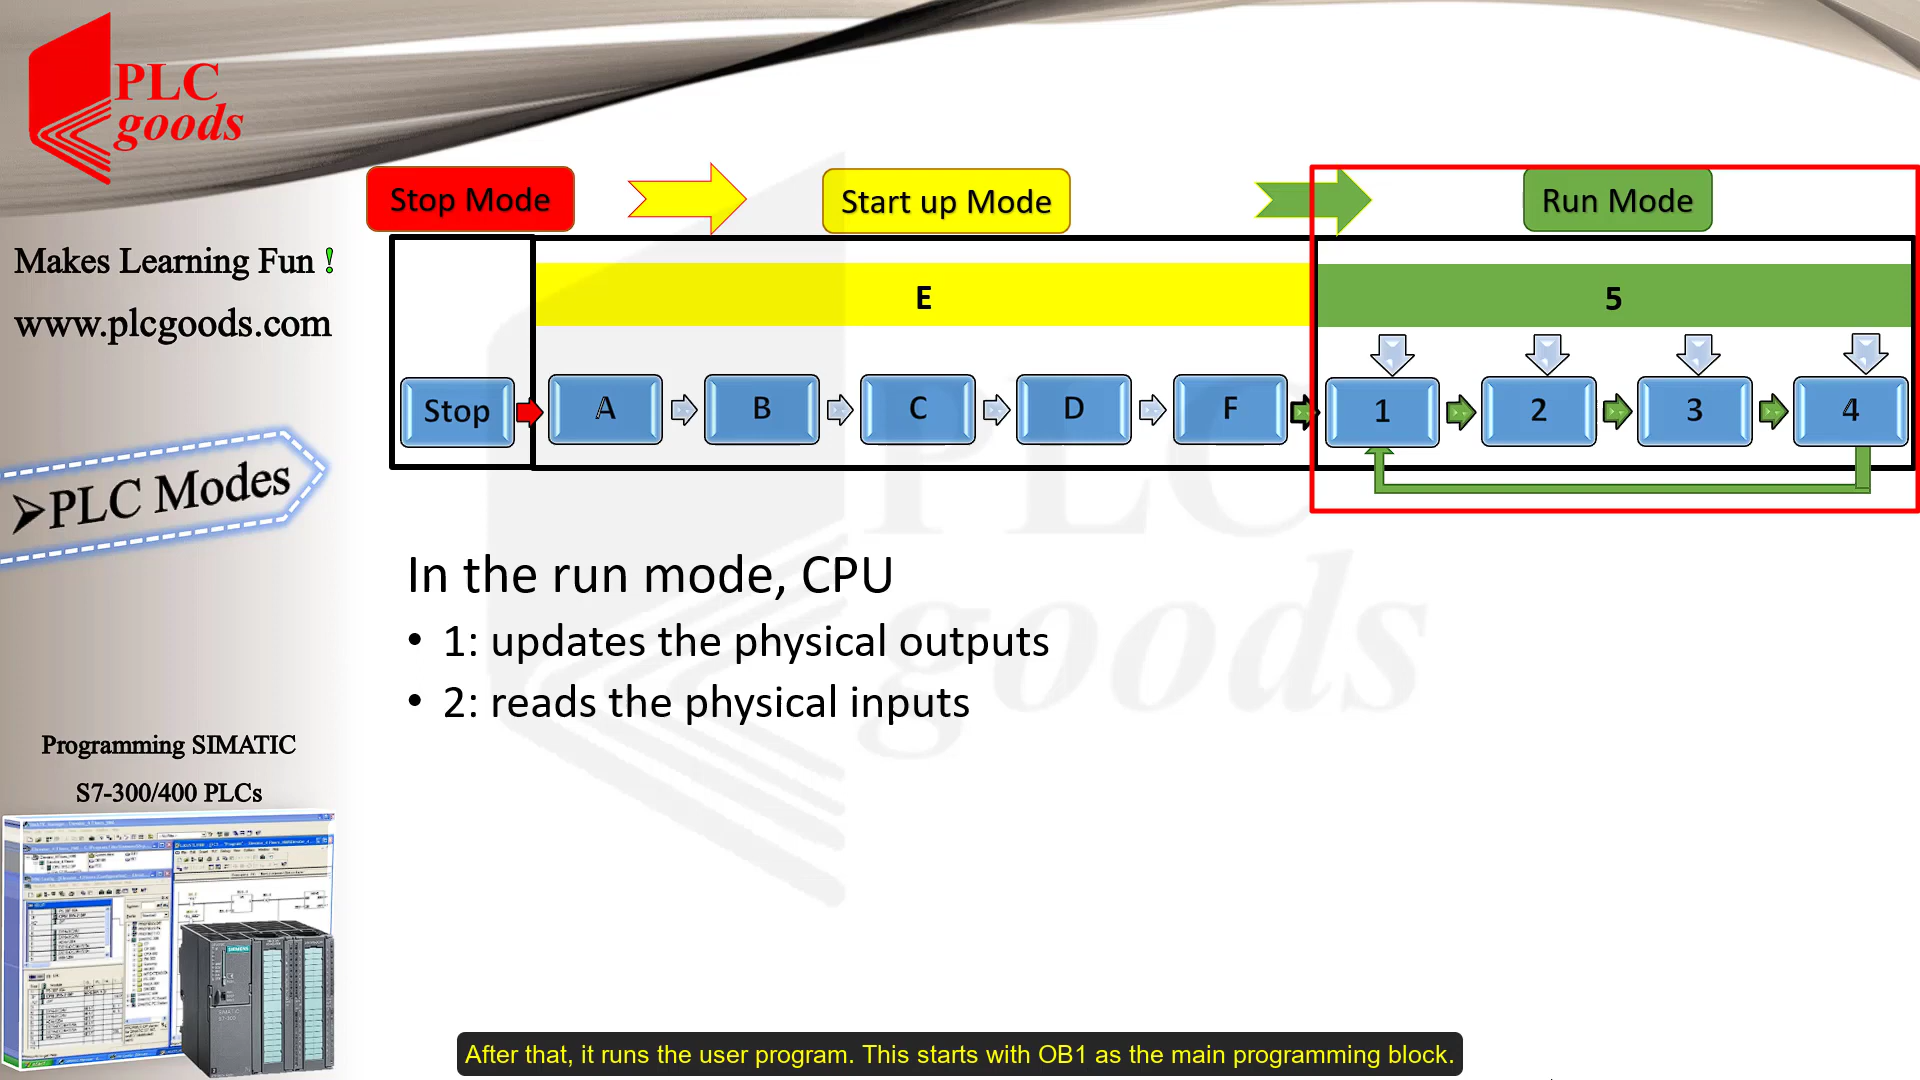 PLC
goods
Stop Mode
Start up Mode
Run Mode
Makes Learning Fun !
www.plcgoods.com
E
5
Stop
A
B
C
D
F
1
2
3
4
➢PLC Modes
In the run mode, CPU
• 1: updates the physical outputs
• 2: reads the physical inputs
PLC
goods
Programming SIMATIC
S7-300/400 PLCs
SIEMENS
After that, it runs the user program. This starts with OB1 as the main programming block.